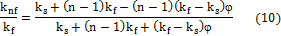 k_nf/k_f = (k_s + (n − 1)k_f − (n − 1)(k_f − k_s)φ)/(k_s + (n − 1)k_f + (k_f − k_s)φ) (10)